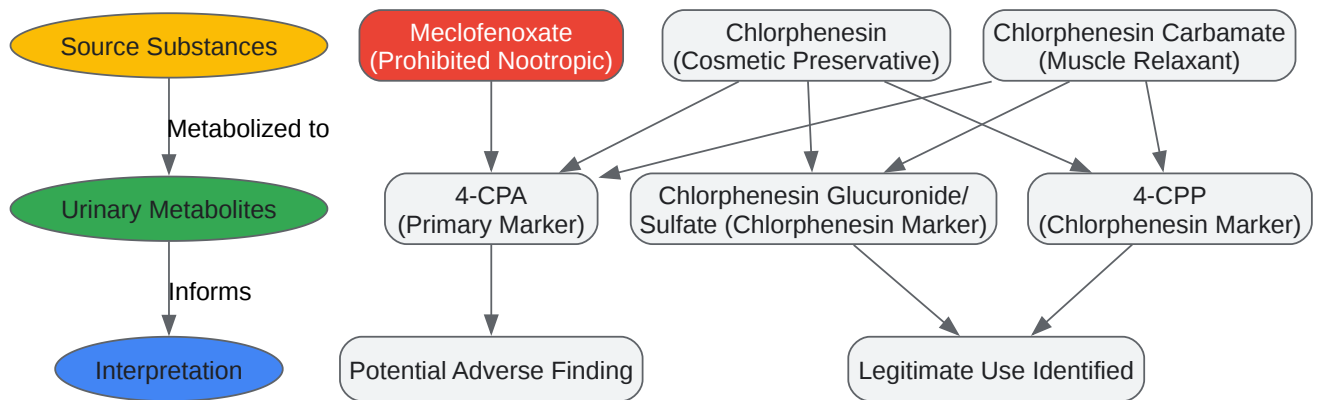 Source Substances
Metabolized to
Urinary Metabolites
Informs
Interpretation
Meclofenoxate
(Prohibited Nootropic)
Chlorphenesin
(Cosmetic Preservative)
Chlorphenesin Carbamate
(Muscle Relaxant)
4-CPA
(Primary Marker)
Chlorphenesin Glucuronide/
Sulfate (Chlorphenesin Marker)
4-CPP
(Chlorphenesin Marker)
Potential Adverse Finding
Legitimate Use Identified